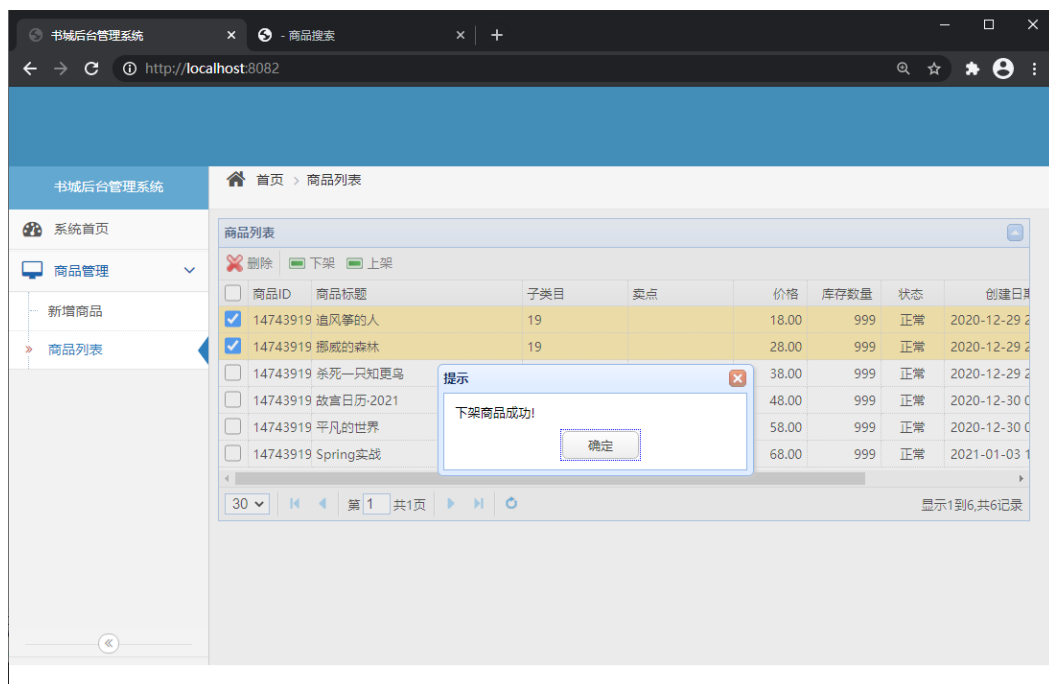 书城后台管理系统 - 商品搜索
http://localhost:8082
书城后台管理系统 首页 > 商品列表
系统首页
商品管理
新增商品
商品列表
商品列表
删除 下架 上架
商品ID 商品标题 子类目 卖点 价格 库存数量 状态 创建日期
14743919 追风筝的人 19 18.00 999 正常 2020-12-29 2
14743919 挪威的森林 19 28.00 999 正常 2020-12-29 2
14743919 杀死一只知更鸟 38.00 999 正常 2020-12-29 2
14743919 故宫日历·2021 48.00 999 正常 2020-12-30 0
14743919 平凡的世界 58.00 999 正常 2020-12-30 0
14743919 Spring实战 68.00 999 正常 2021-01-03 1
提示
下架商品成功!
确定
30 第 1 共1页 显示1到6,共6记录